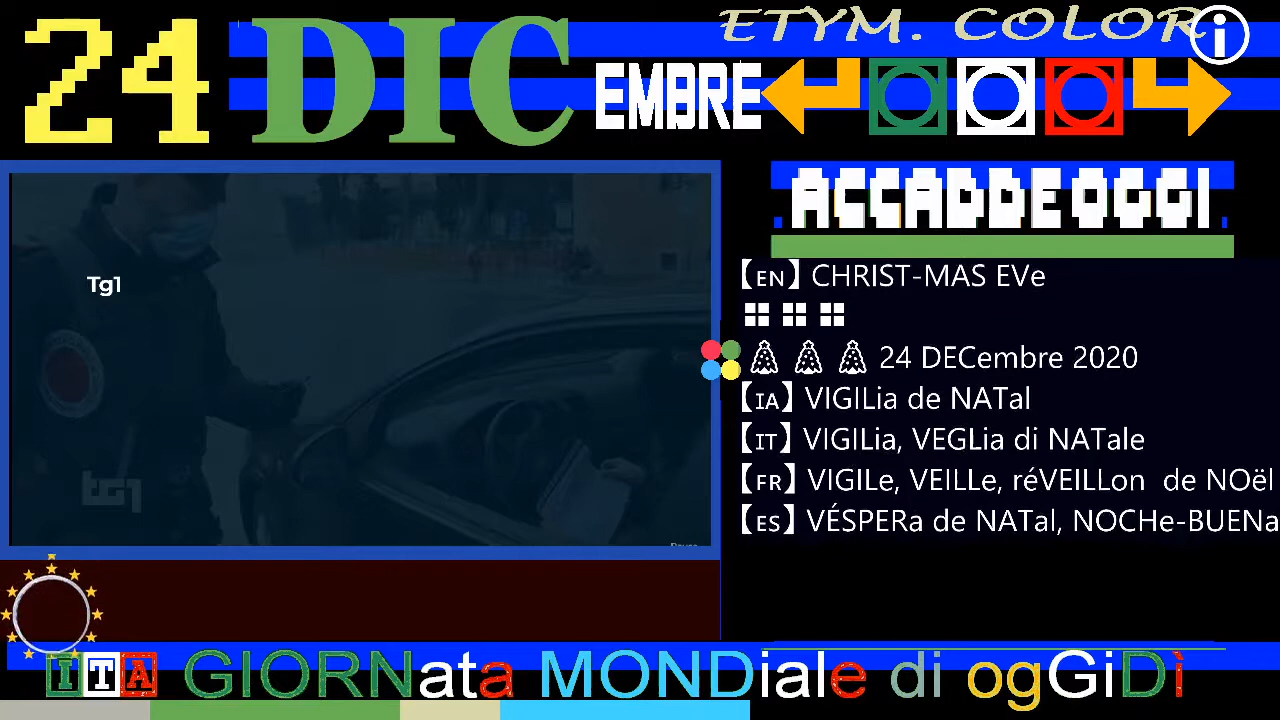 24 DIC EMBRE
ETYM. COLOR
i
ACCADDE OGGI
【EN】 CHRIST-MAS EVe
24 DECembre 2020
【IA】 VIGILia de NATal
【IT】 VIGILia, VEGLia di NATale
【FR】 VIGILe, VEILLe, réVEILLon de NOël
【ES】 VÉSPERa de NATal, NOCHe-BUENa
Tg1
tg1
ITA GIORNata MONDiale di ogGiDì